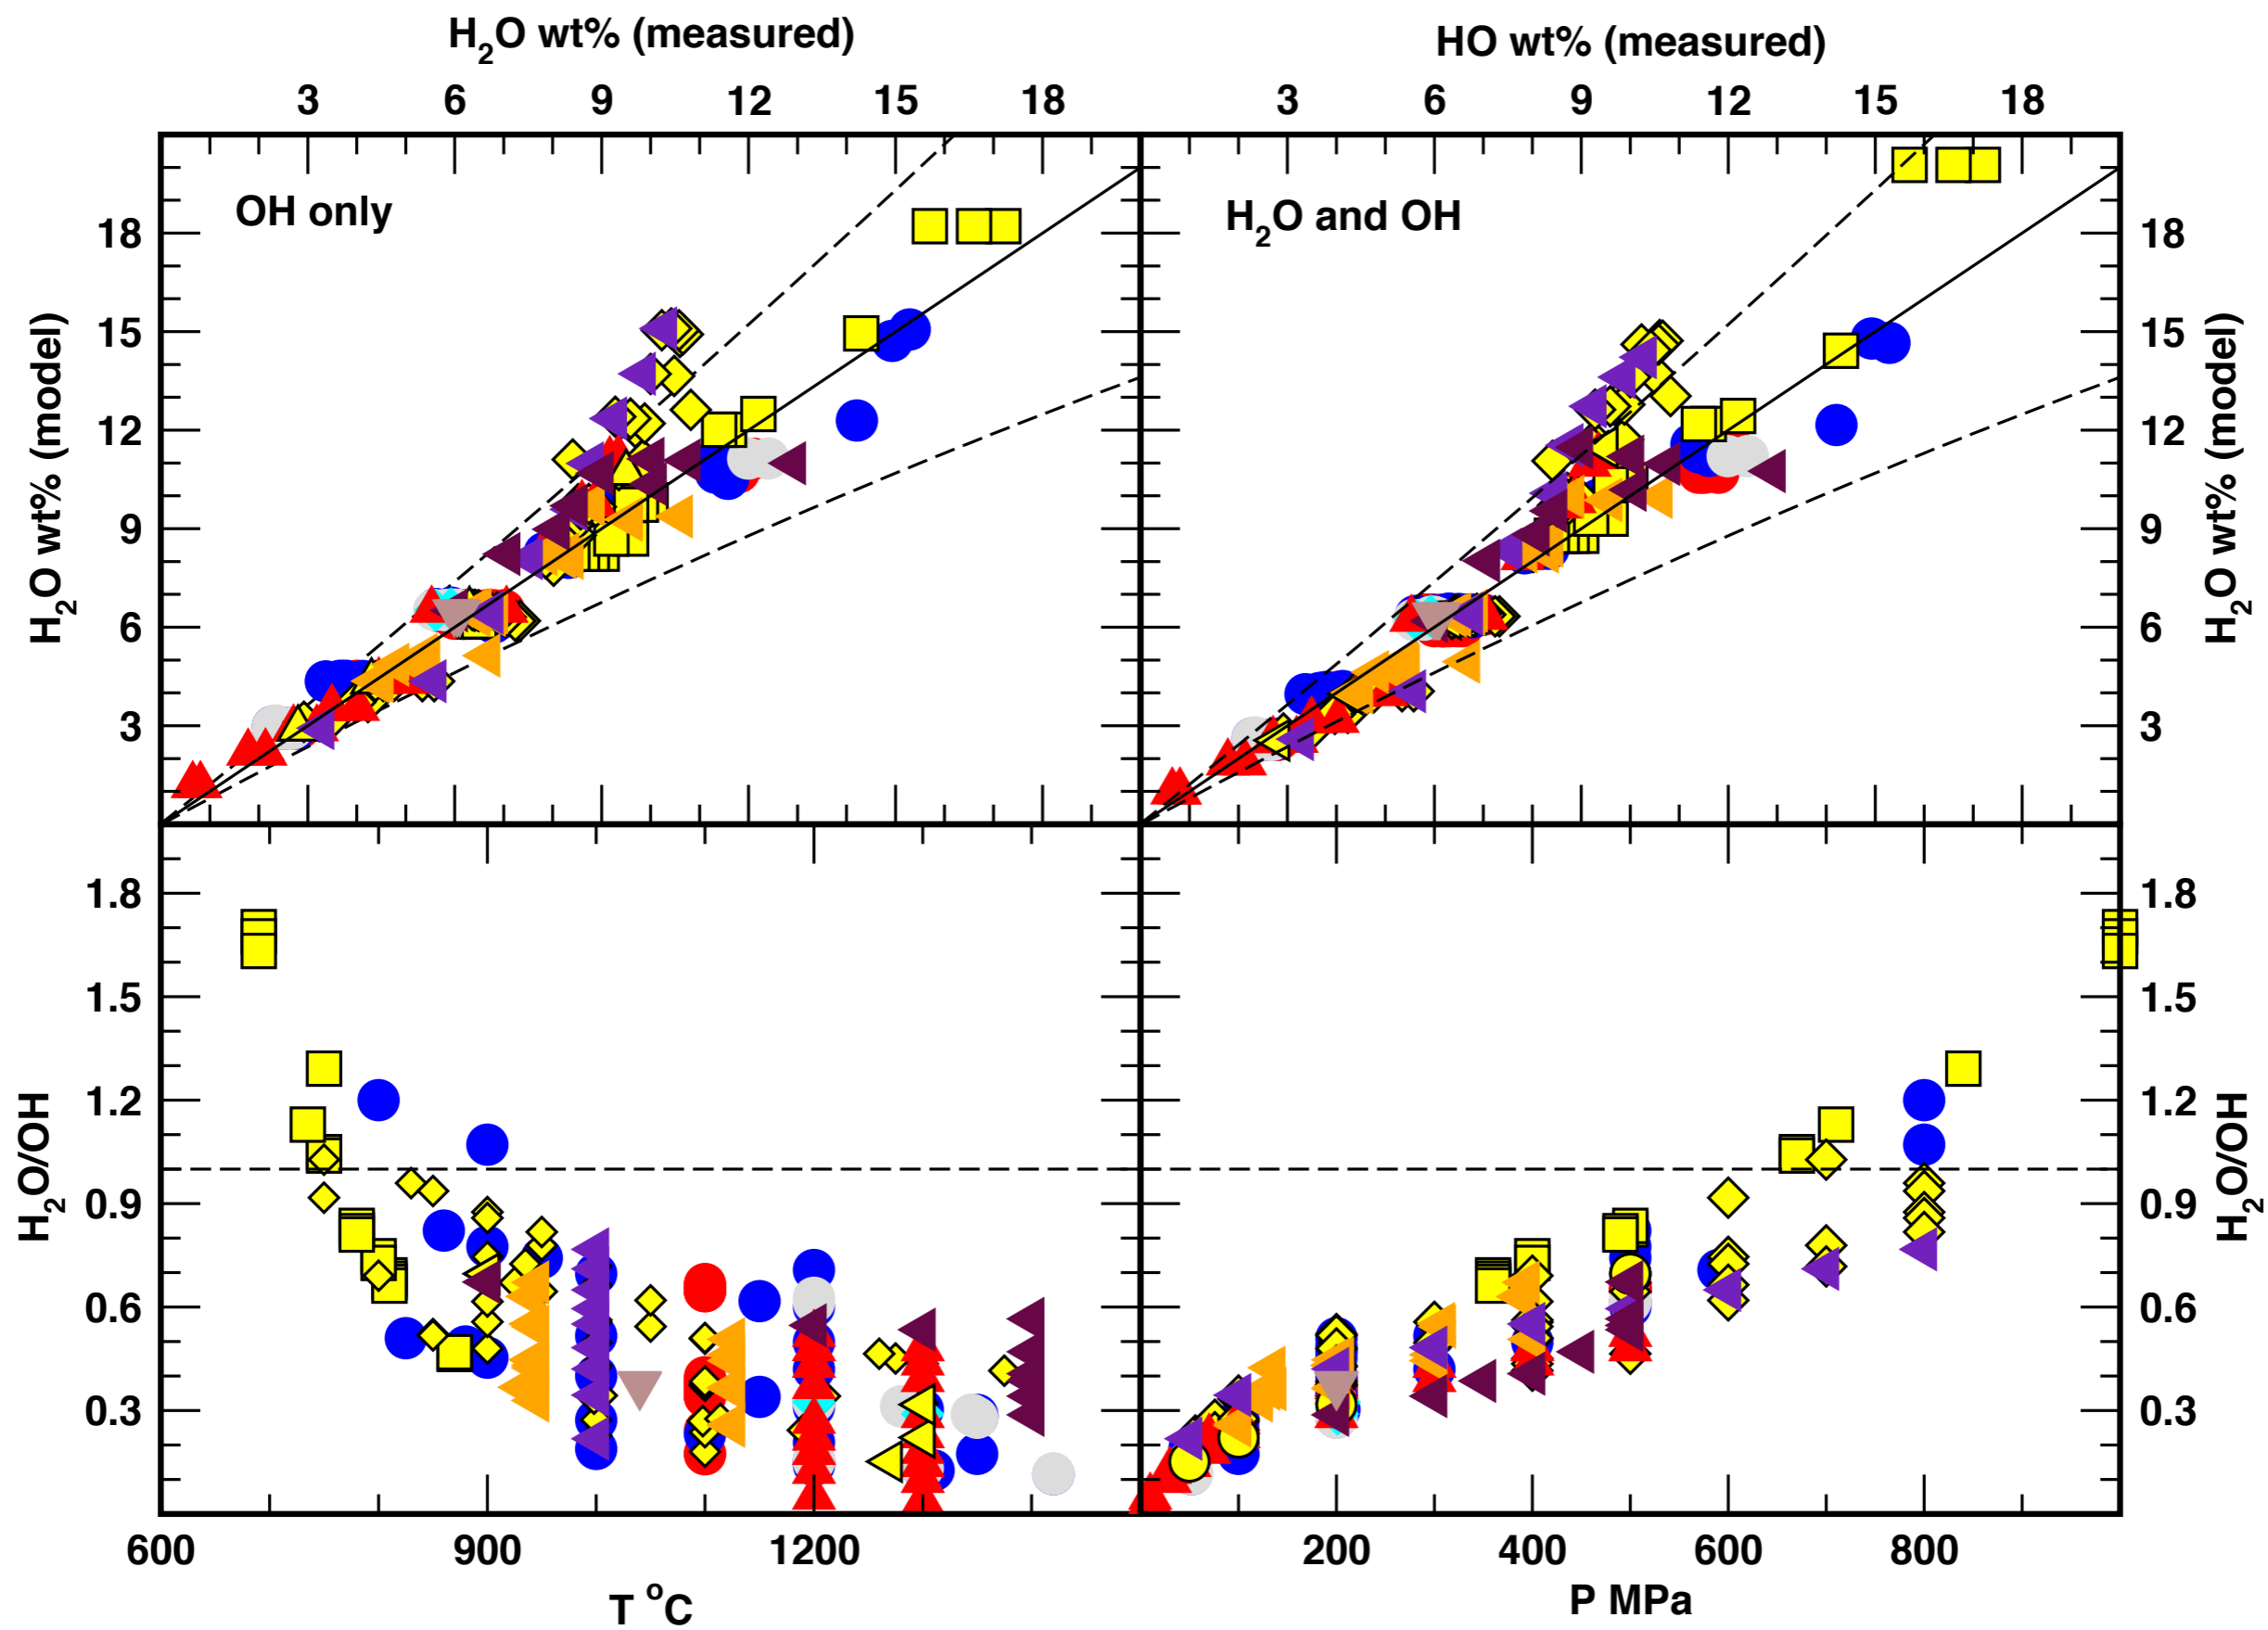 H₂O wt% (measured)
HO wt% (measured)
3 6 9 12 15 18
3 6 9 12 15 18
OH only
H₂O and OH
H₂O wt% (model)
18
15
12
9
6
3
18
15
12
9
6
3
H₂O wt% (model)
H₂O/OH
1.8
1.5
1.2
0.9
0.6
0.3
1.8
1.5
1.2
0.9
0.6
0.3
H₂O/OH
600 900 1200
200 400 600 800
T °C
P MPa